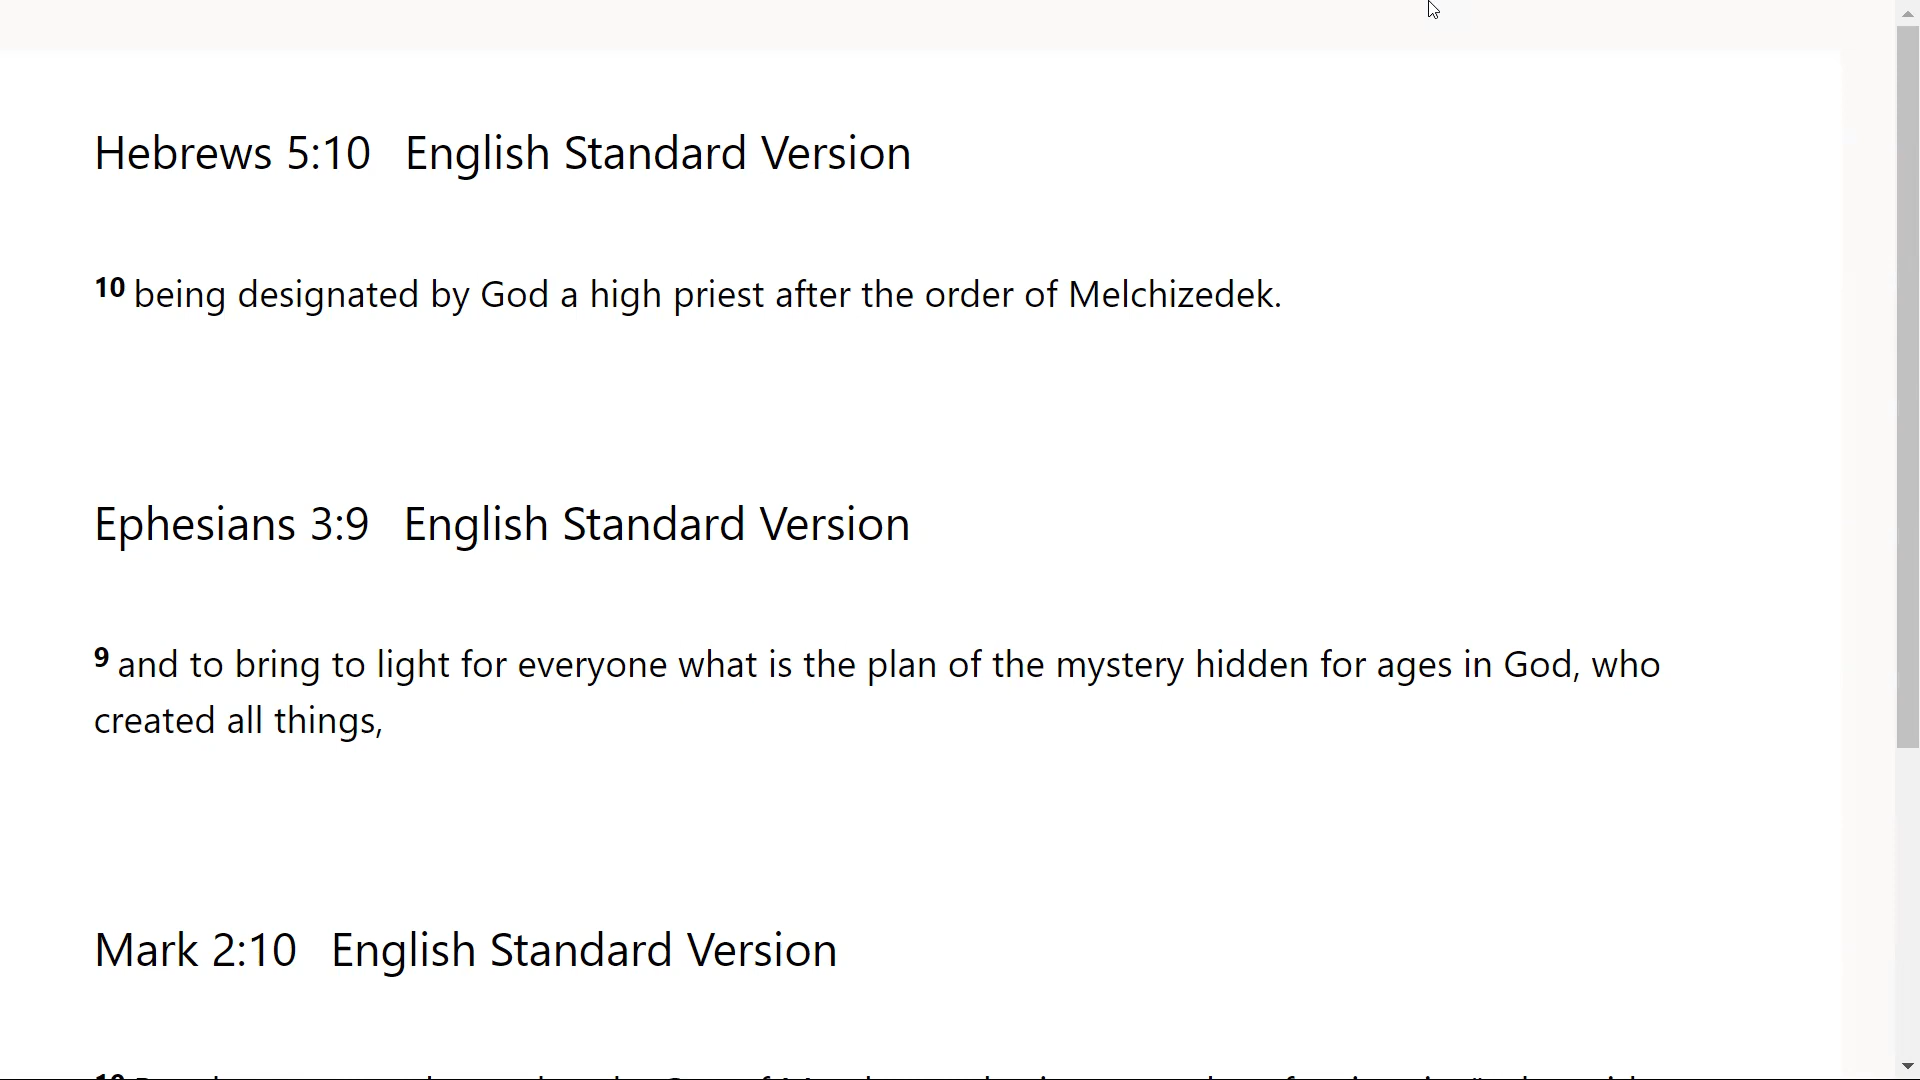 Hebrews 5:10 English Standard Version
10 being designated by God a high priest after the order of Melchizedek.
Ephesians 3:9 English Standard Version
9 and to bring to light for everyone what is the plan of the mystery hidden for ages in God, who
created all things,
Mark 2:10 English Standard Version